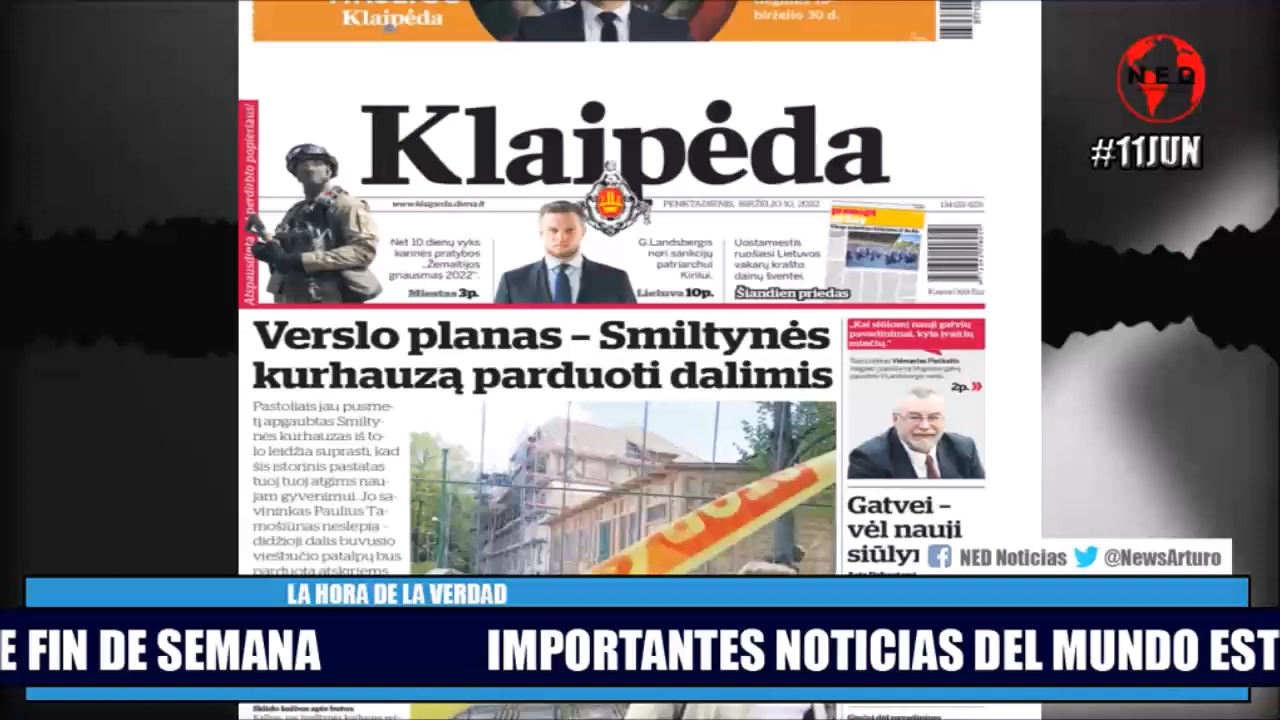 Klaipėda
birželio 30 d.
NED
#11JUN
Atspausdinta perdirbto popieriaus!
Klaipėda
www.klaipeda.diena.lt
PENKTADIENIS, BIRŽELIO 10, 2022
Net 10 dienų vyks
karinės pratybos
„Žemaitijos
griausmas 2022“.
Miestas 3p.
G.Landsbergis
nori sankcijų
patriarchui
Kirilui.
Lietuva 10p.
Uostamiestis
ruošiasi Lietuvos
vakarų krašto
dainų šventei.
Šiandien priedas
Verslo planas – Smiltynės
kurhauzą parduoti dalimis
Pastoliais jau pusme-
tį apgaubtas Smilty-
nės kurhauzas iš to-
lo leidžia suprasti, kad
šis istorinis pastatas
tuoj tuoj atgims nau-
jam gyvenimui. Jo sa-
vininkas Paulius Ta-
mošiūnas neslepia –
didžioji dalis buvusio
viešbučio patalpų bus
parduota atskiriems
„Kai siūlomi nauji gatvių
pavadinimai, kyla įvairių
minčių.“
2p. »
Gatvei –
vėl nauji
siūly
NED Noticias @NewsArturo
LA HORA DE LA VERDAD
E FIN DE SEMANA IMPORTANTES NOTICIAS DEL MUNDO EST